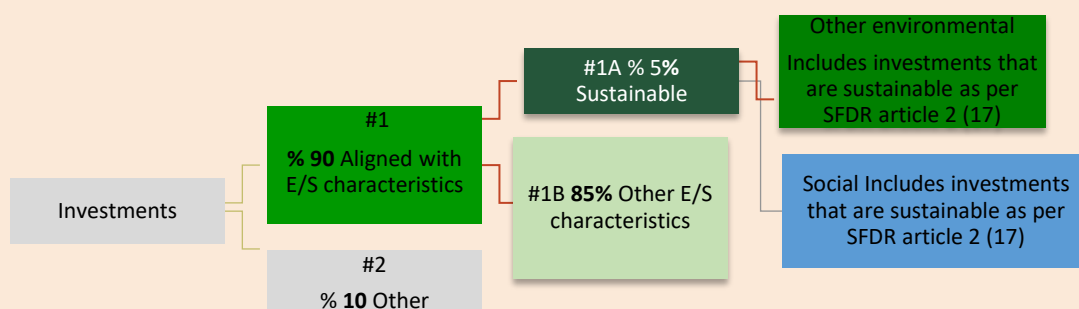 Investments
#1
% 90 Aligned with
E/S characteristics
#2
% 10 Other
#1A % 5%
Sustainable
#1B 85% Other E/S
characteristics
Other environmental
Includes investments that
are sustainable as per
SFDR article 2 (17)
Social Includes investments
that are sustainable as per
SFDR article 2 (17)